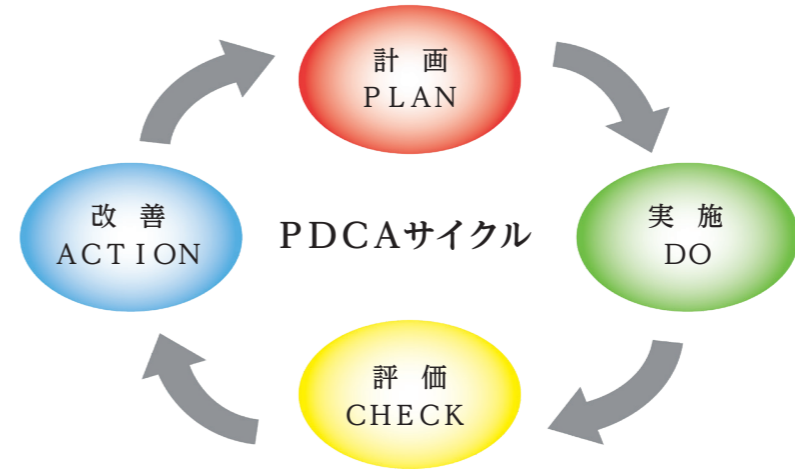 計 画
PLAN
実 施
DO
評 価
CHECK
改 善
ACTION
PDCAサイクル